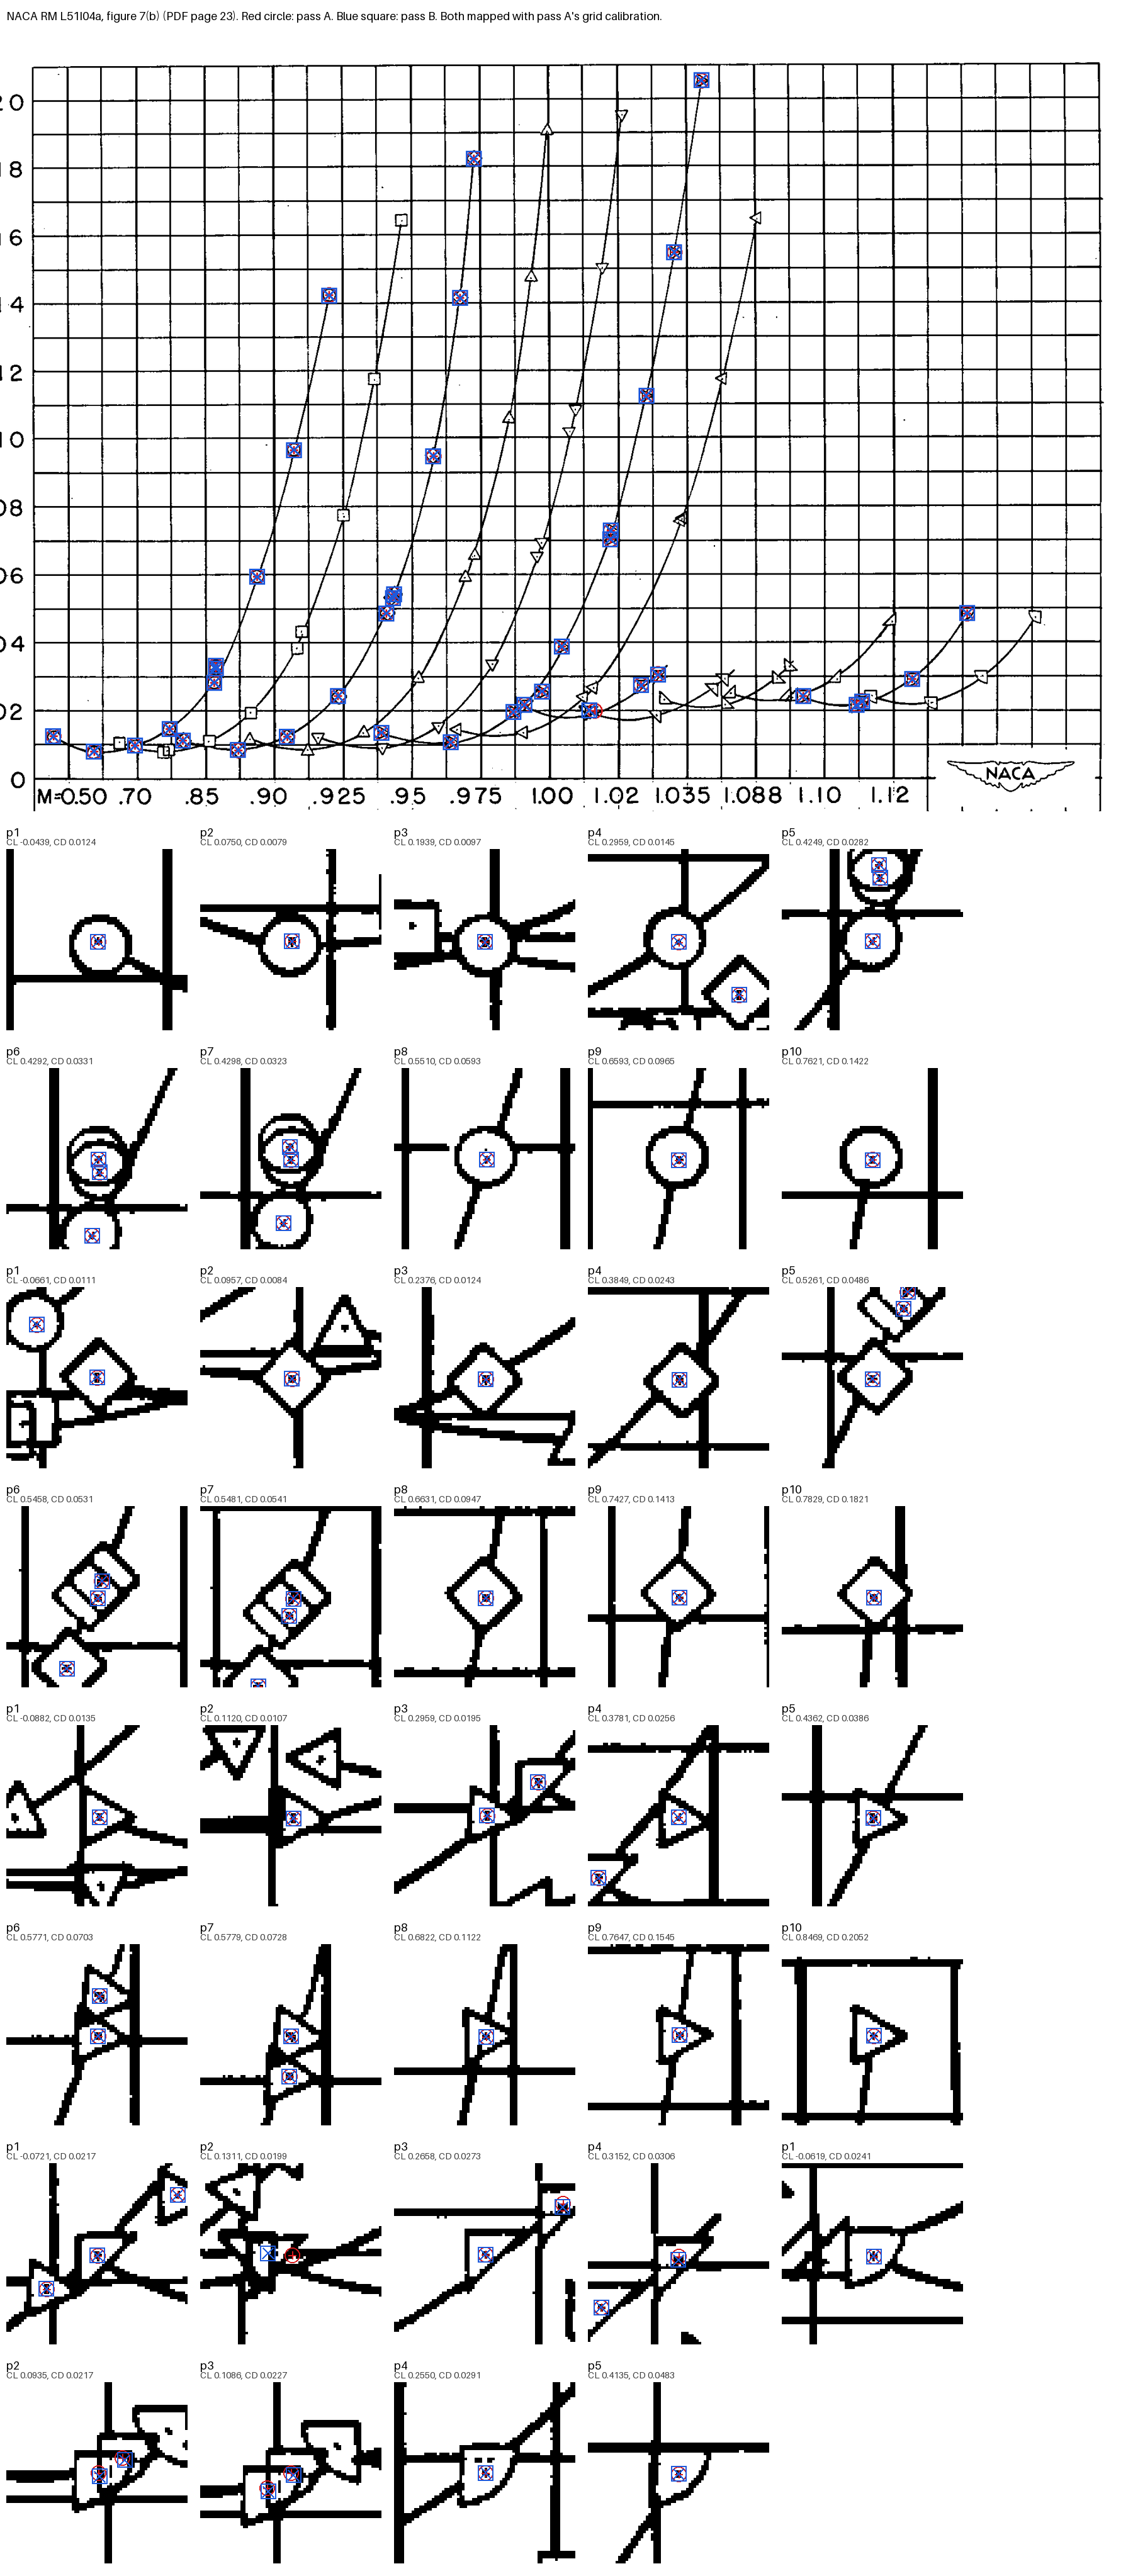 NACA RM L51I04a, figure 7(b) (PDF page 23). Red circle: pass A. Blue square: pass B. Both mapped with pass A's grid calibration.
20
18
16
14
12
10
08
06
04
02
0
M=0.50 .70 .85 .90 .925 .95 .975 1.00 1.02 1.035 1.088 1.10 1.12
NACA
p1 p2 p3 p4 p5
CL -0.0439, CD 0.0124 CL 0.0750, CD 0.0079 CL 0.1939, CD 0.0097 CL 0.2959, CD 0.0145 CL 0.4249, CD 0.0282
p6 p7 p8 p9 p10
CL 0.4292, CD 0.0331 CL 0.4298, CD 0.0323 CL 0.5510, CD 0.0593 CL 0.6593, CD 0.0965 CL 0.7621, CD 0.1422
p1 p2 p3 p4 p5
CL -0.0661, CD 0.0111 CL 0.0957, CD 0.0084 CL 0.2376, CD 0.0124 CL 0.3849, CD 0.0243 CL 0.5261, CD 0.0486
p6 p7 p8 p9 p10
CL 0.5458, CD 0.0531 CL 0.5481, CD 0.0541 CL 0.6631, CD 0.0947 CL 0.7427, CD 0.1413 CL 0.7829, CD 0.1821
p1 p2 p3 p4 p5
CL -0.0882, CD 0.0135 CL 0.1120, CD 0.0107 CL 0.2959, CD 0.0195 CL 0.3781, CD 0.0256 CL 0.4362, CD 0.0386
p6 p7 p8 p9 p10
CL 0.5771, CD 0.0703 CL 0.5779, CD 0.0728 CL 0.6822, CD 0.1122 CL 0.7647, CD 0.1545 CL 0.8469, CD 0.2052
p1 p2 p3 p4 p1
CL -0.0721, CD 0.0217 CL 0.1311, CD 0.0199 CL 0.2658, CD 0.0273 CL 0.3152, CD 0.0306 CL -0.0619, CD 0.0241
p2 p3 p4 p5
CL 0.0935, CD 0.0217 CL 0.1086, CD 0.0227 CL 0.2550, CD 0.0291 CL 0.4135, CD 0.0483